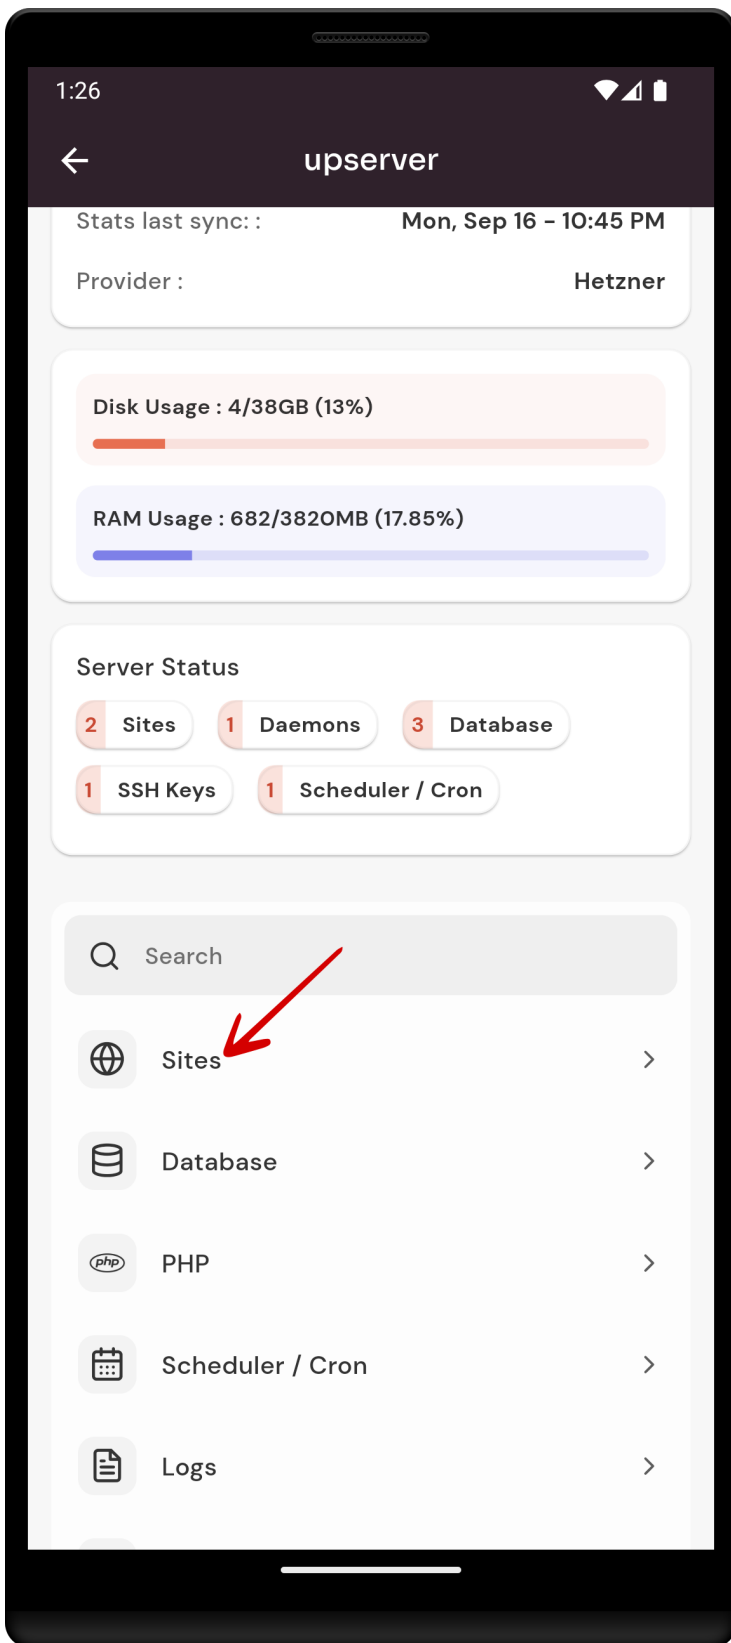 1:26
upserver
Stats last sync: : Mon, Sep 16 - 10:45 PM
Provider : Hetzner
Disk Usage : 4/38GB (13%)
RAM Usage : 682/3820MB (17.85%)
Server Status
2 Sites 1 Daemons 3 Database
1 SSH Keys 1 Scheduler / Cron
Search
Sites
Database
php PHP
Scheduler / Cron
Logs